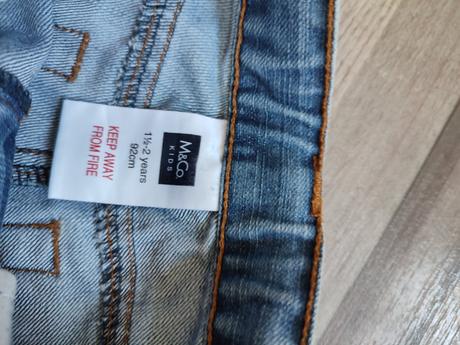 M&Co.
KIDS
1½-2 years
92cm
KEEP AWAY
FROM FIRE